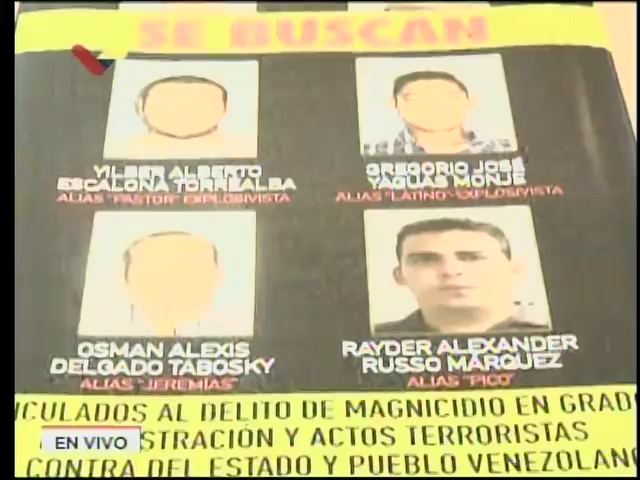 SE BUSCAN
YILBER ALBERTO
ESCALONA TORREALBA
ALIAS "PASTOR" EXPLOSIVISTA
GREGORIO JOSÉ
YAGUAS MONJE
ALIAS "LATINO" EXPLOSIVISTA
OSMAN ALEXIS
DELGADO TABOSKY
ALIAS "JEREMÍAS"
RAYDER ALEXANDER
RUSSO MÁRQUEZ
ALIAS "PICO"
ICULADOS AL DELITO DE MAGNICIDIO EN GRAD
STRACIÓN Y ACTOS TERRORISTAS
CONTRA DEL ESTADO Y PUEBLO VENEZOLAN
EN VIVO